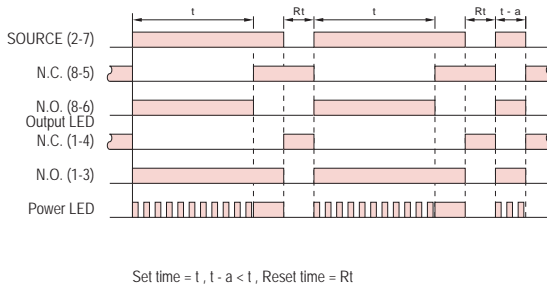 t Rt t Rt t - a
SOURCE (2-7)
N.C. (8-5)
N.O. (8-6)
Output LED
N.C. (1-4)
N.O. (1-3)
Power LED
Set time = t , t - a < t , Reset time = Rt